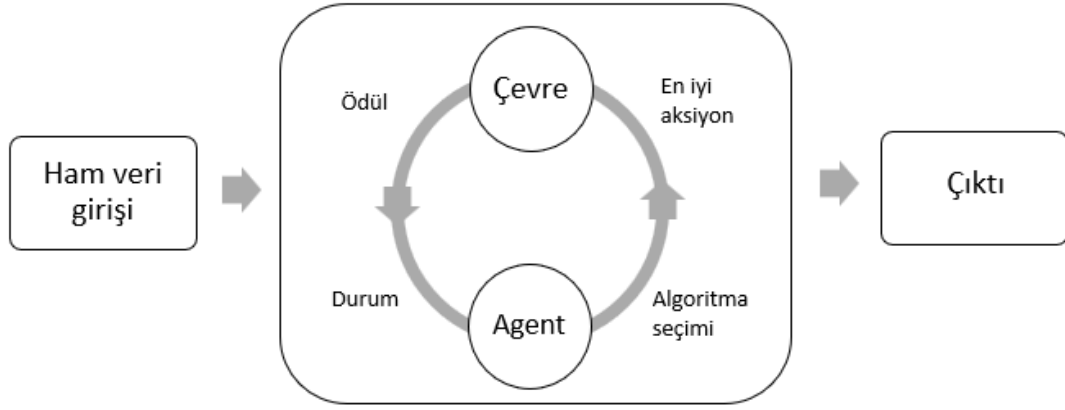 Ham veri
girişi
Ödül
Çevre
En iyi
aksiyon
Durum
Agent
Algoritma
seçimi
Çıktı